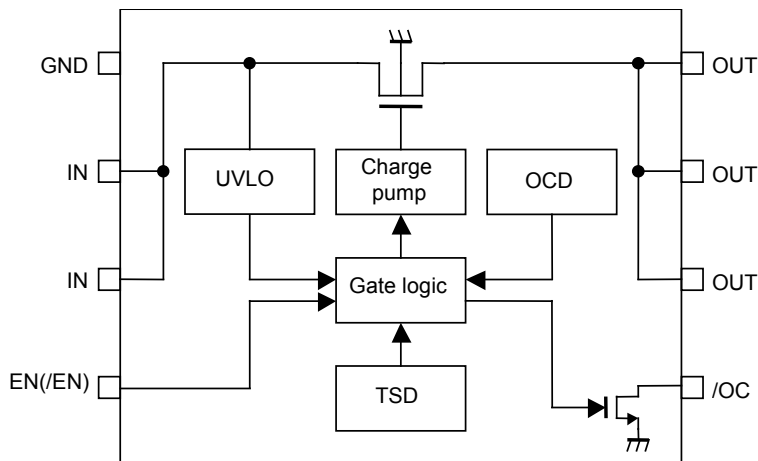 GND
OUT
IN
UVLO
Charge
pump
OCD
OUT
IN
Gate logic
OUT
EN(/EN)
TSD
/OC